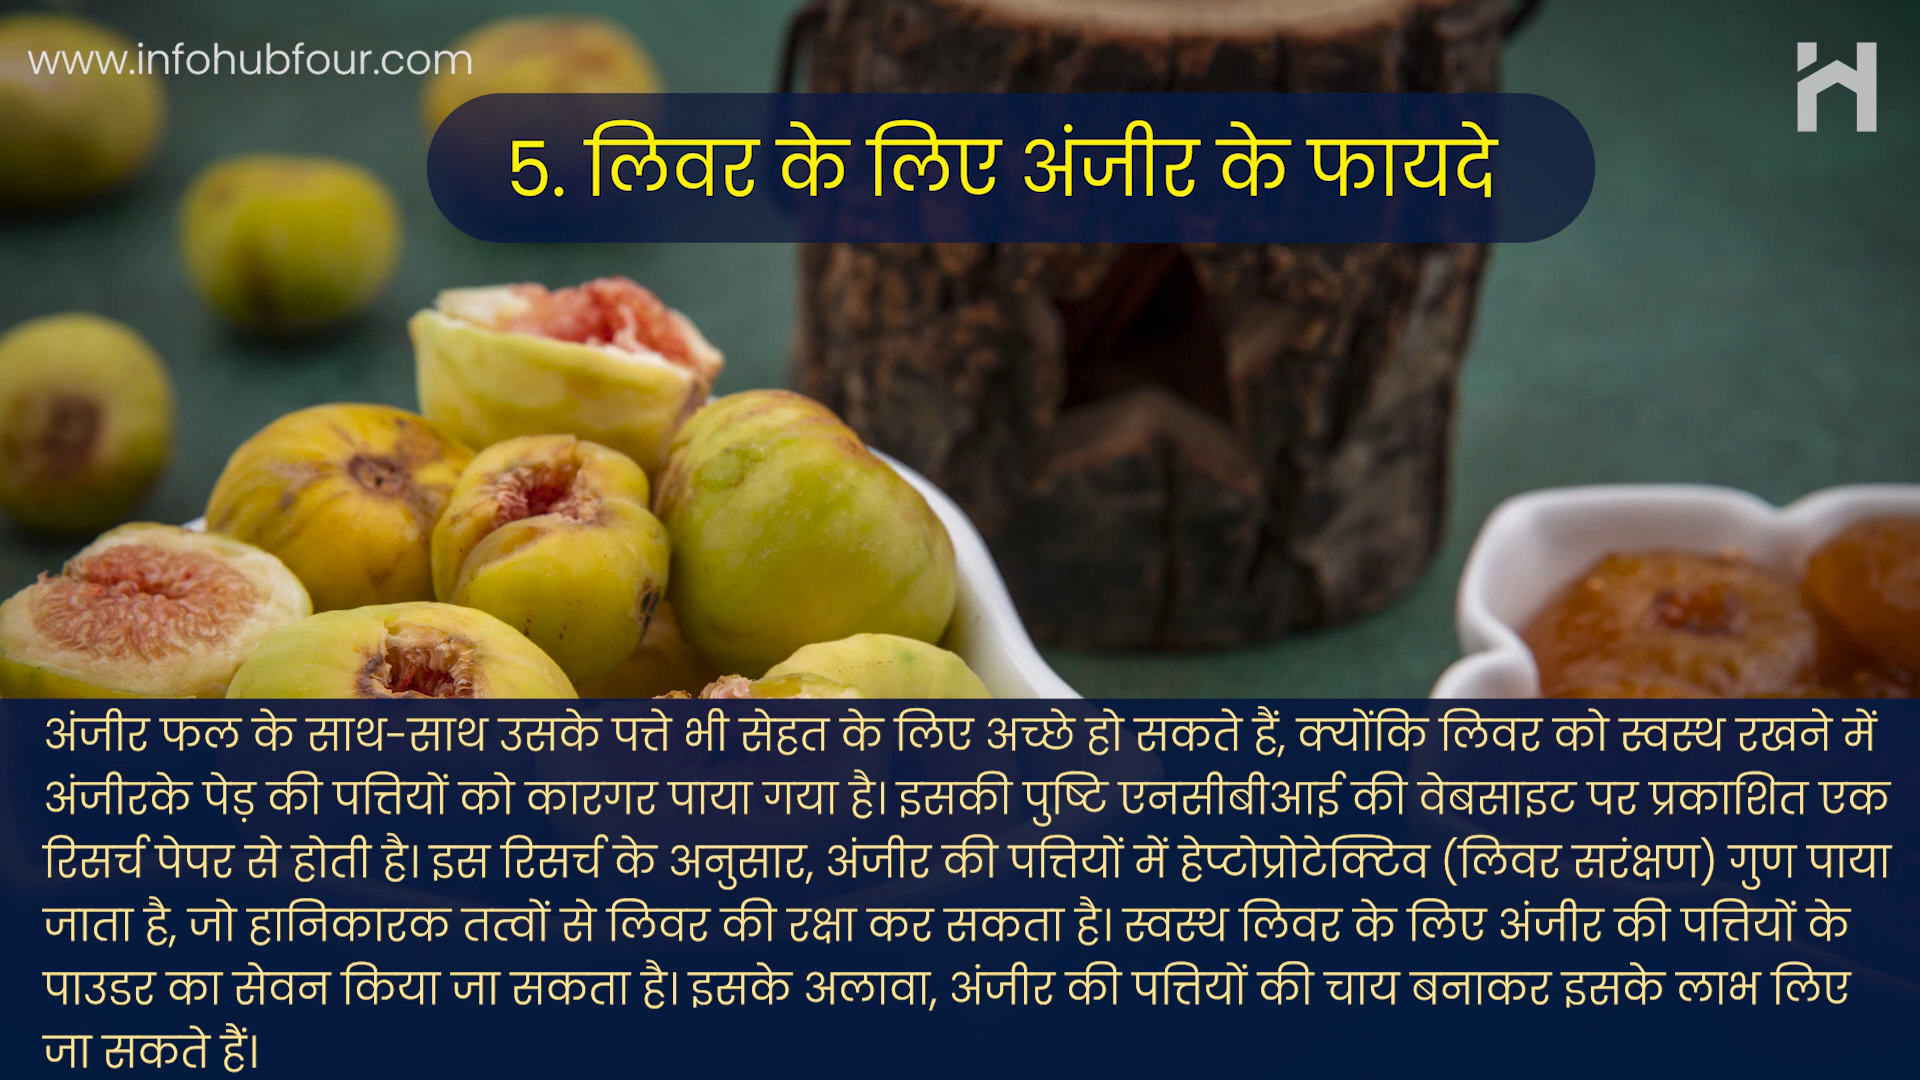 www.infohubfour.com
5. लिवर के लिए अंजीर के फायदे
अंजीर फल के साथ-साथ उसके पत्ते भी सेहत के लिए अच्छे हो सकते हैं, क्योंकि लिवर को स्वस्थ रखने में
अंजीरके पेड़ की पत्तियों को कारगर पाया गया है। इसकी पुष्टि एनसीबीआई की वेबसाइट पर प्रकाशित एक
रिसर्च पेपर से होती है। इस रिसर्च के अनुसार, अंजीर की पत्तियों में हेप्टोप्रोटेक्टिव (लिवर सरंक्षण) गुण पाया
जाता है, जो हानिकारक तत्वों से लिवर की रक्षा कर सकता है। स्वस्थ लिवर के लिए अंजीर की पत्तियों के
पाउडर का सेवन किया जा सकता है। इसके अलावा, अंजीर की पत्तियों की चाय बनाकर इसके लाभ लिए
जा सकते हैं।